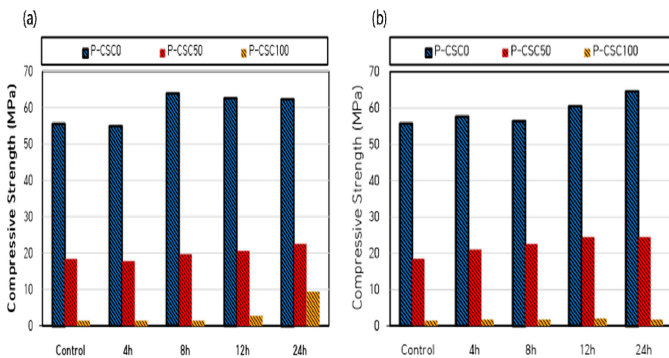 (a)
P-CSC0 P-CSC50 P-CSC100
Compressive Strength (MPa)
70
60
50
40
30
20
10
0
Control 4h 8h 12h 24h
(b)
P-CSC0 P-CSC50 P-CSC100
Compressive Strength (MPa)
70
60
50
40
30
20
10
0
Control 4h 8h 12h 24h